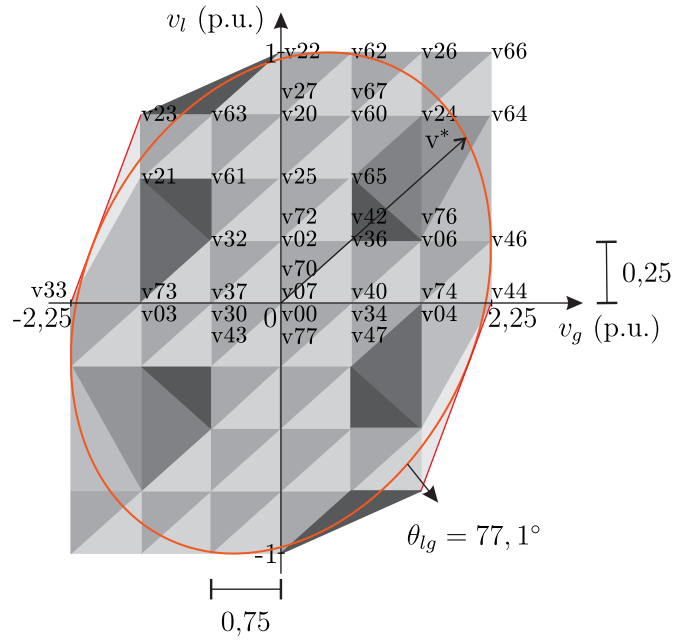 v_l (p.u.)
1 v22 v62 v26 v66
v27 v67
v23 v63 v20 v60 v24 v64
v*
v21 v61 v25 v65
v72 v42 v76
v32 v02 v36 v06 v46
v70
0,25
v33 v73 v37 v07 v40 v74 v44
-2,25 v03 v30 0 v00 v34 v04 2,25
v_g (p.u.)
v43 v77 v47
θ_lg = 77,1°
-1
0,75